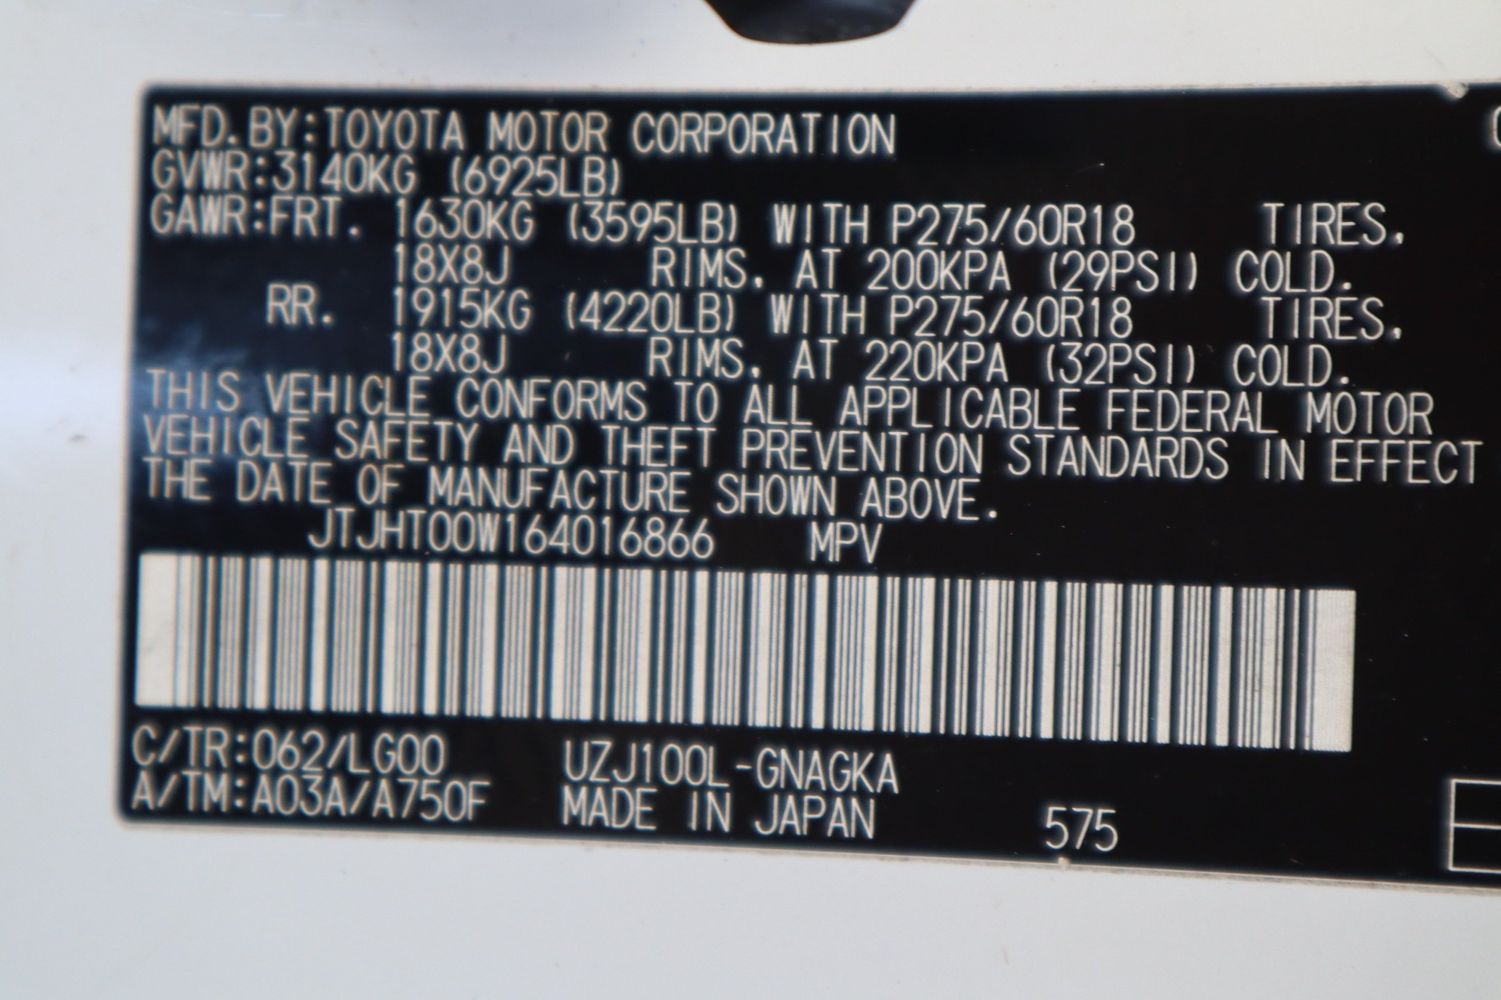 MFD. BY:TOYOTA MOTOR CORPORATION
GVWR:3140KG (6925LB)
GAWR:FRT. 1630KG (3595LB) WITH P275/60R18 TIRES,
18X8J RIMS, AT 200KPA (29PSI) COLD.
RR. 1915KG (4220LB) WITH P275/60R18 TIRES,
18X8J RIMS, AT 220KPA (32PSI) COLD.
THIS VEHICLE CONFORMS TO ALL APPLICABLE FEDERAL MOTOR
VEHICLE SAFETY AND THEFT PREVENTION STANDARDS IN EFFECT
THE DATE OF MANUFACTURE SHOWN ABOVE.
JTJHT00W164016866 MPV
C/TR:062/LG00 UZJ100L-GNAGKA
A/TM:A03A/A750F MADE IN JAPAN 575